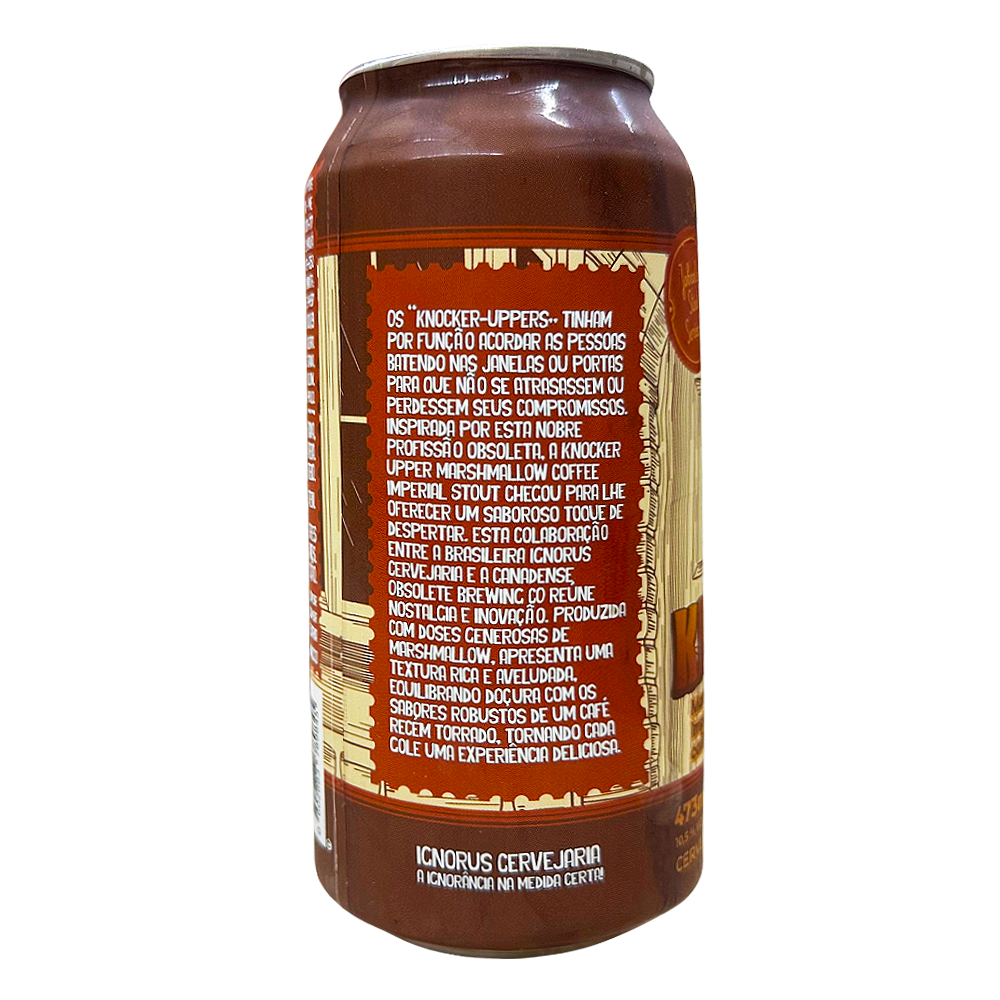 OS “KNOCKER-UPPERS” TINHAM
POR FUNÇÃO ACORDAR AS PESSOAS
BATENDO NAS JANELAS OU PORTAS
PARA QUE NÃO SE ATRASASSEM OU
PERDESSEM SEUS COMPROMISSOS.
INSPIRADA POR ESTA NOBRE
PROFISSÃO OBSOLETA, A KNOCKER
UPPER MARSHMALLOW COFFEE
IMPERIAL STOUT CHEGOU PARA LHE
OFERECER UM SABOROSO TOQUE DE
DESPERTAR. ESTA COLABORAÇÃO
ENTRE A BRASILEIRA IGNORUS
CERVEJARIA E A CANADENSE,
OBSOLETE BREWING CO REÚNE
NOSTALGIA E INOVAÇÃO. PRODUZIDA
COM DOSES GENEROSAS DE
MARSHMALLOW, APRESENTA UMA
TEXTURA RICA E AVELUDADA,
EQUILIBRANDO DOÇURA COM OS
SABORES ROBUSTOS DE UM CAFÉ
RECÉM TORRADO, TORNANDO CADA
GOLE UMA EXPERIÊNCIA DELICIOSA.
IGNORUS CERVEJARIA
A IGNORÂNCIA NA MEDIDA CERTA!
473
10,5 %
CERV